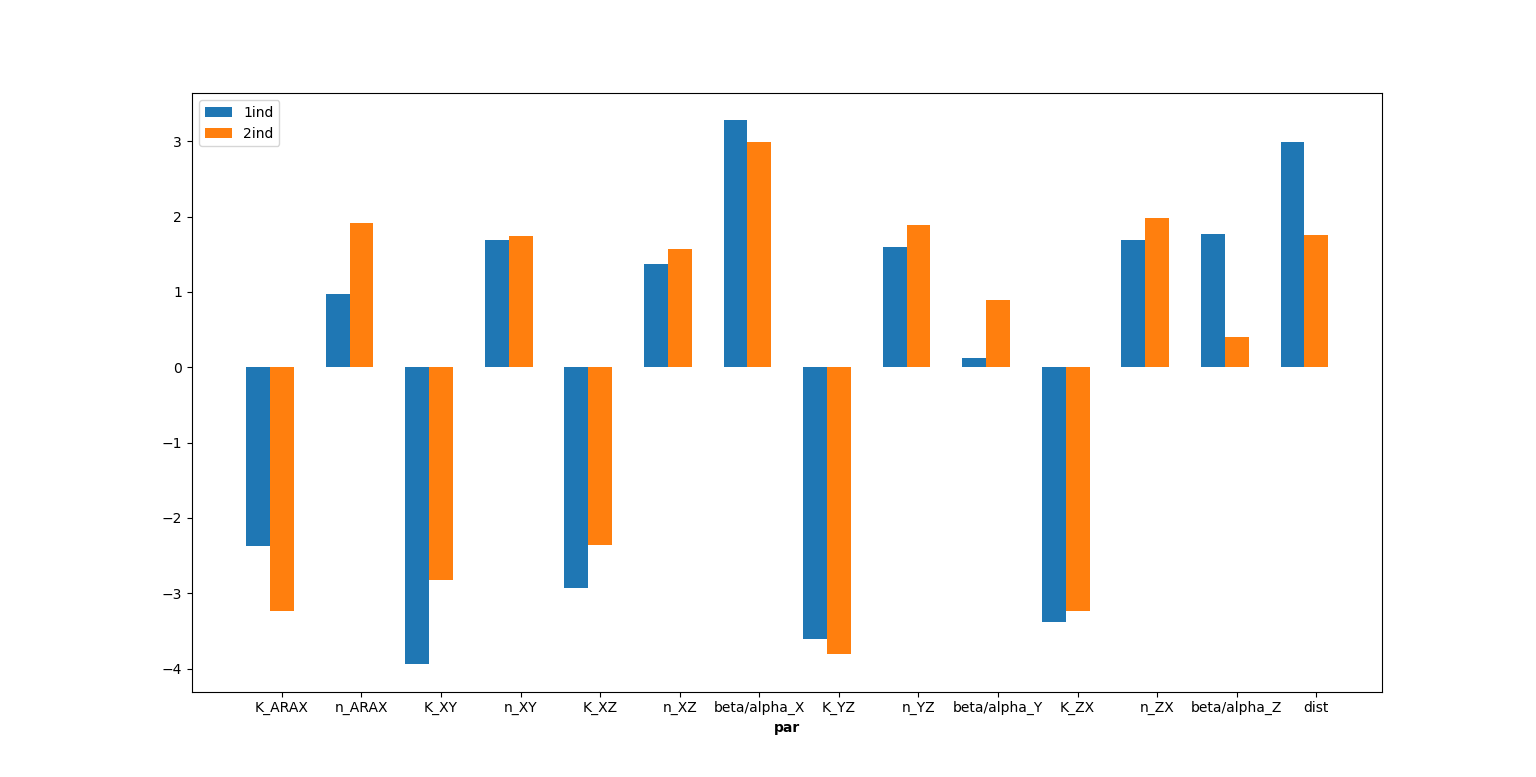 1ind
2ind
3
2
1
0
−1
−2
−3
−4
K_ARAX n_ARAX K_XY n_XY K_XZ n_XZ beta/alpha_X K_YZ n_YZ beta/alpha_Y K_ZX n_ZX beta/alpha_Z dist
par